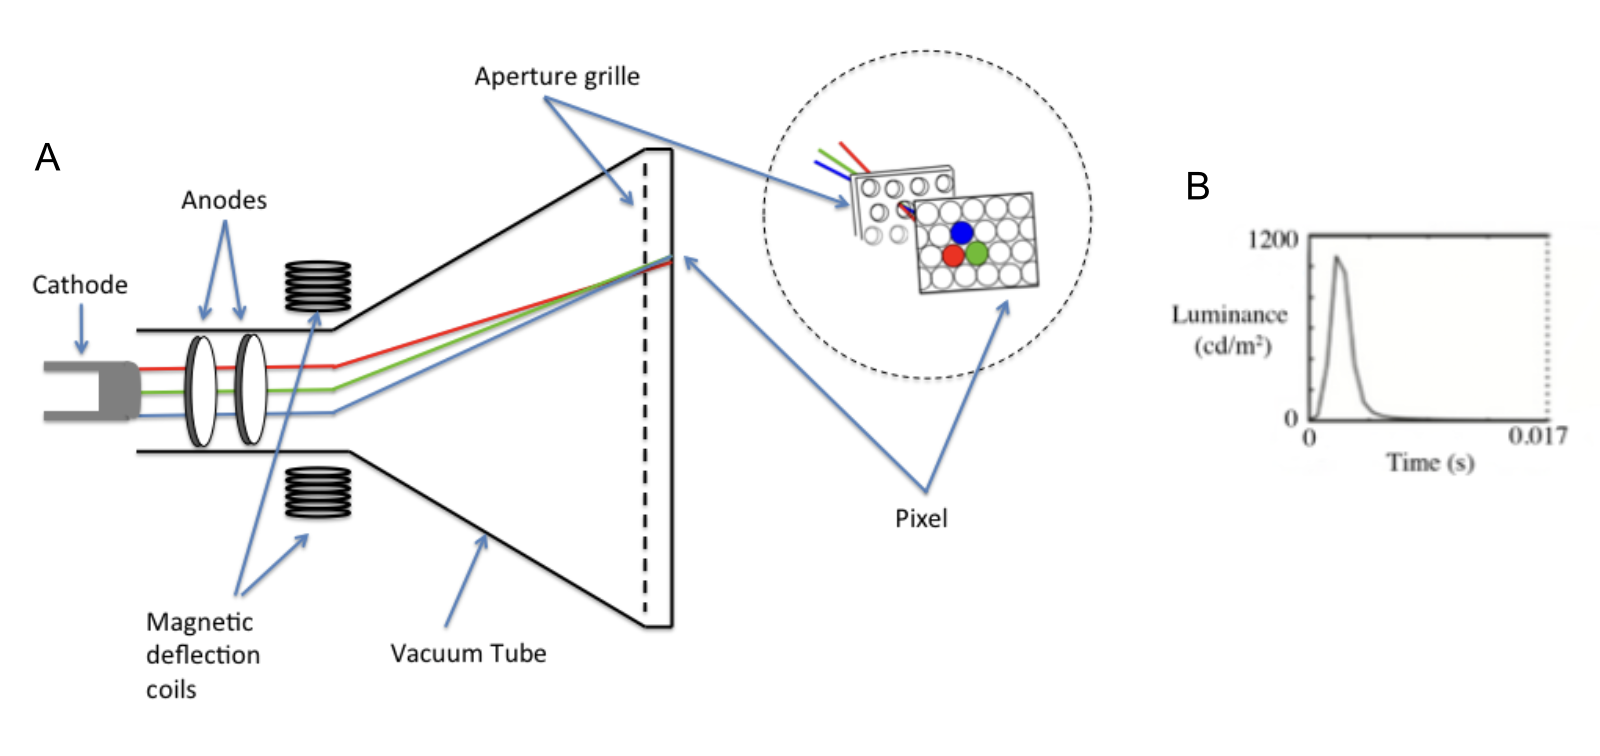 Aperture grille
A
Anodes
Cathode
Magnetic
deflection
coils
Vacuum Tube
Pixel
B
1200
Luminance
(cd/m²)
0
0
0.017
Time (s)